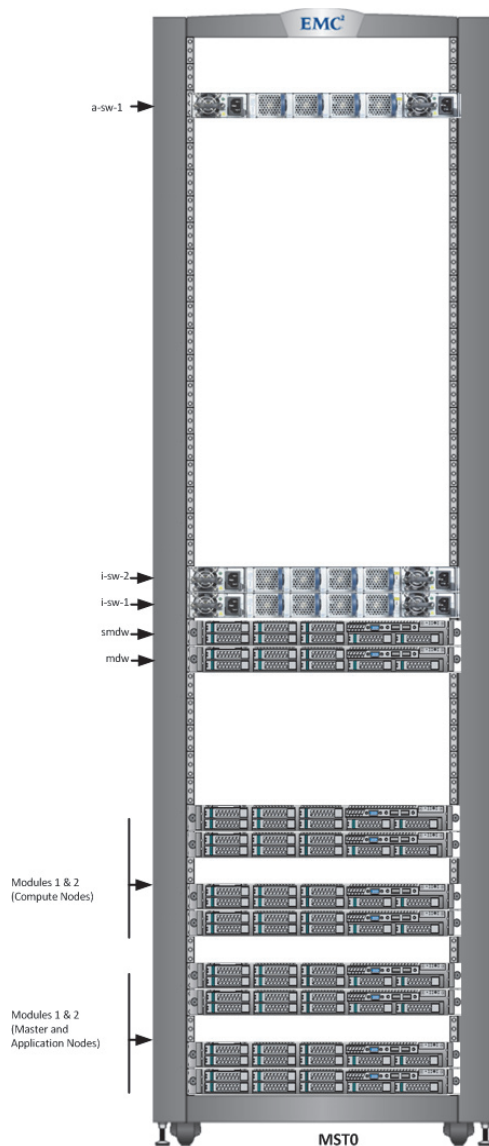 EMC²
a-sw-1
i-sw-2
i-sw-1
smdw
mdw
Modules 1 & 2
(Compute Nodes)
Modules 1 & 2
(Master and
Application Nodes)
MST0